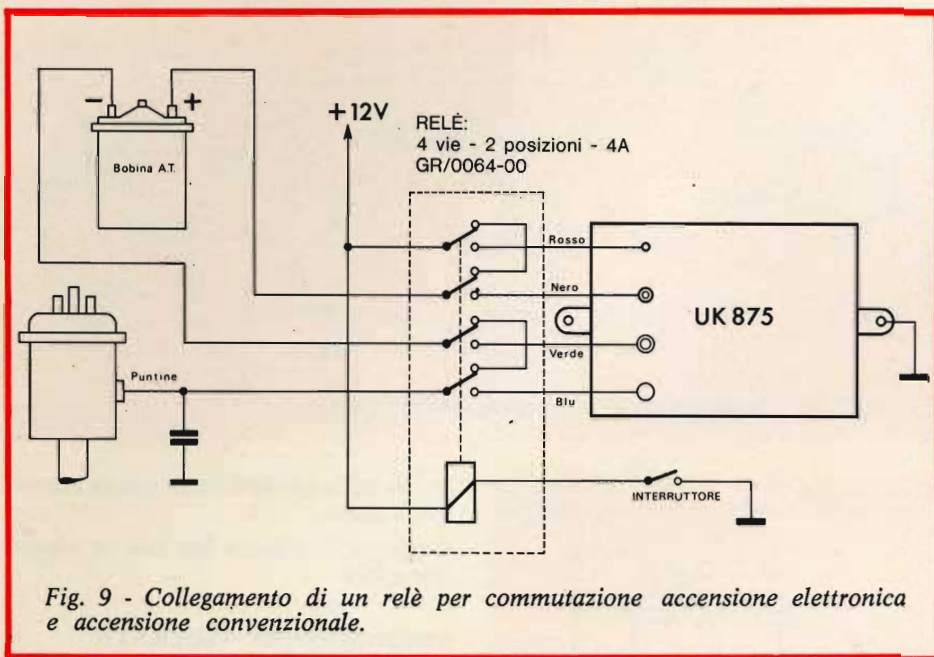 - +
Bobina A.T.
+12V
RELÈ:
4 vie - 2 posizioni - 4A
GR/0064-00
Rosso
Nero
Verde
Blu
UK 875
Puntine
INTERRUTTORE
Fig. 9 - Collegamento di un relè per commutazione accensione elettronica
e accensione convenzionale.